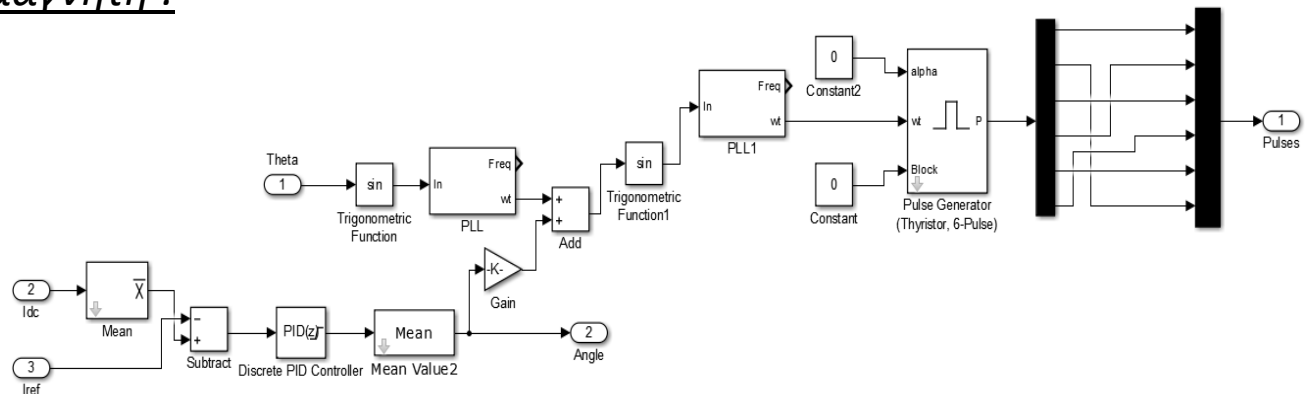 0
Constant2
alpha
wt
P
Block
Pulse Generator
(Thyristor, 6-Pulse)
0
Constant
Freq
In
wt
PLL1
1
Pulses
Theta
1
sin
Trigonometric
Function
Freq
In
wt
PLL
+
+
Add
sin
Trigonometric
Function1
-K-
Gain
2
Idc
X
Mean
3
Iref
−
+
Subtract
PID(z)
Discrete PID Controller
Mean
Mean Value2
2
Angle